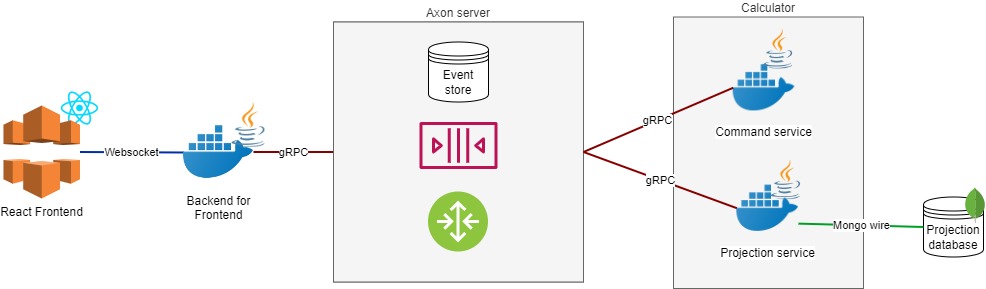 Axon server
Calculator
Event
store
React Frontend
Websocket
Backend for
Frontend
gRPC
gRPC
Command service
gRPC
Projection service
Mongo wire
Projection
database